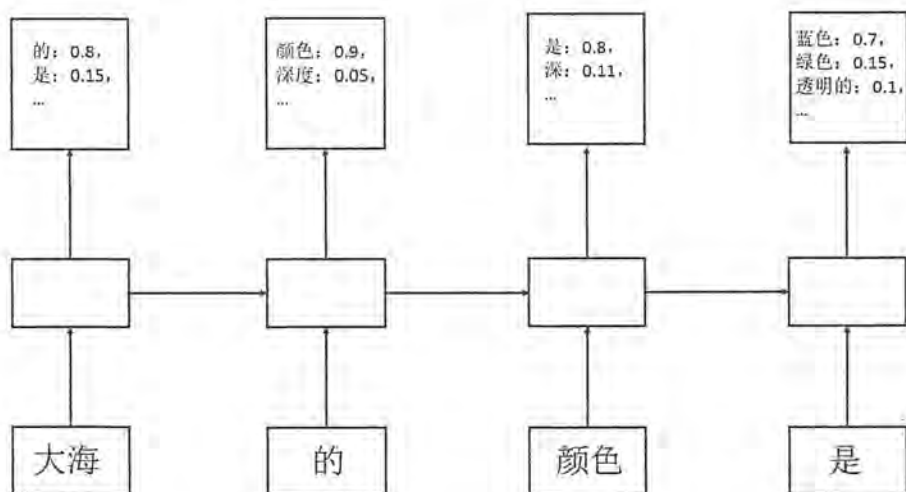 的：0.8，
是：0.15，
...
颜色：0.9，
深度：0.05，
...
是：0.8，
深：0.11，
...
蓝色：0.7，
绿色：0.15，
透明的：0.1，
...
大海
的
颜色
是